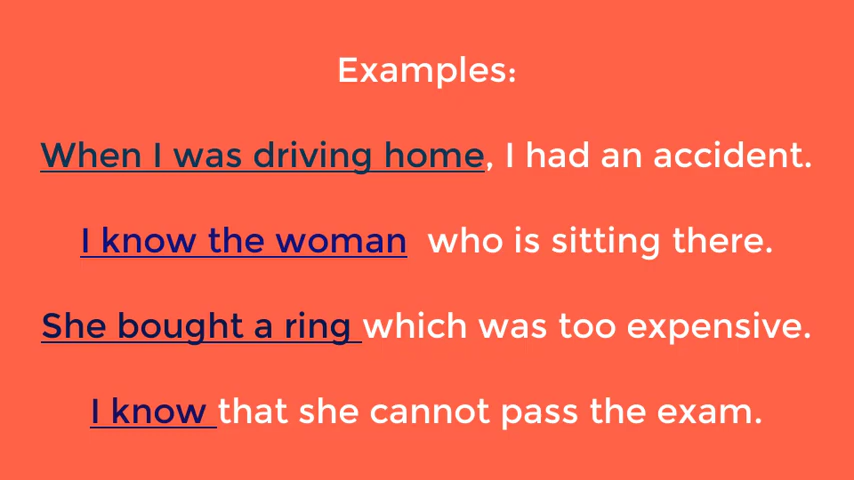 Examples:
When I was driving home, I had an accident.
I know the woman who is sitting there.
She bought a ring which was too expensive.
I know that she cannot pass the exam.